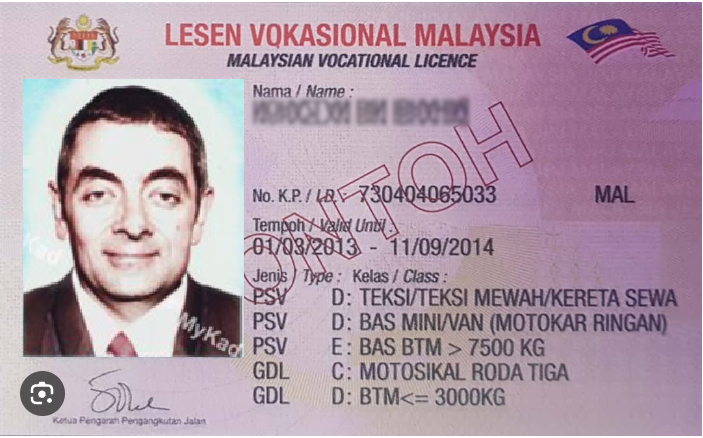 LESEN VOKASIONAL MALAYSIA
MALAYSIAN VOCATIONAL LICENCE
Nama / Name :
CONTOH
No. K.P. / I.D. 730404065033 MAL
Tempoh / Valid Until :
01/03/2013 - 11/09/2014
Jenis / Type : Kelas / Class :
PSV D: TEKSI/TEKSI MEWAH/KERETA SEWA
PSV D: BAS MINI/VAN (MOTOKAR RINGAN)
PSV E: BAS BTM > 7500 KG
GDL C: MOTOSIKAL RODA TIGA
GDL D: BTM<= 3000KG
Kad
MyKad
Ketua Pengarah Pengangkutan Jalan